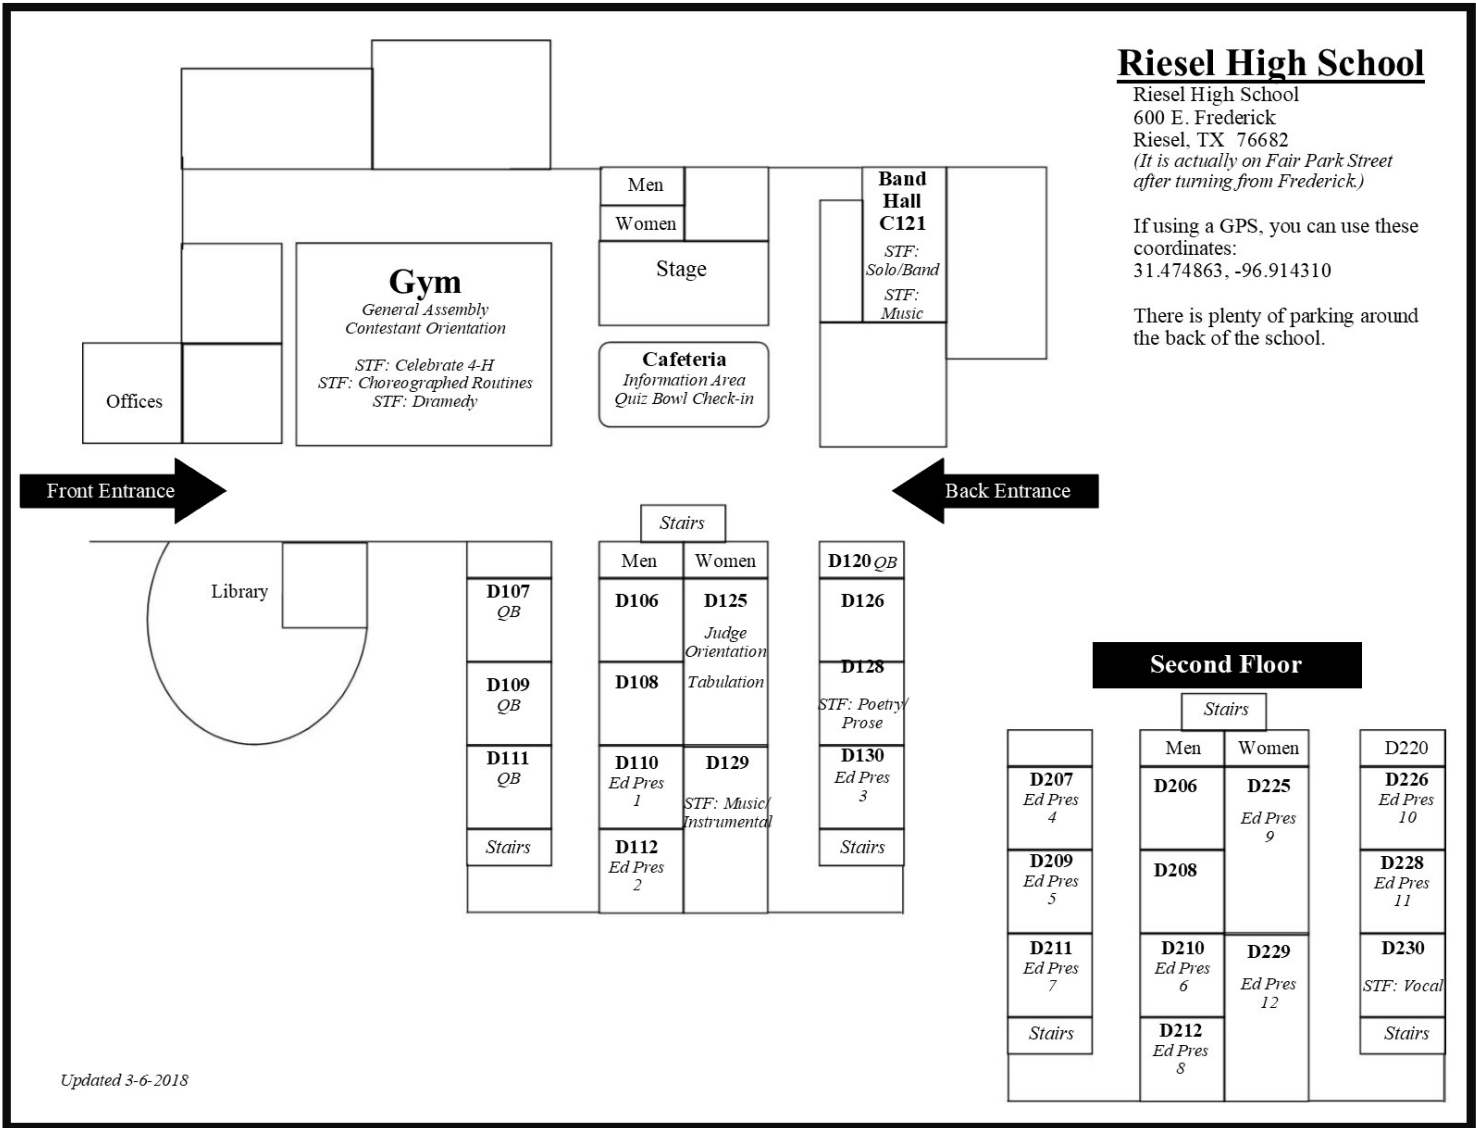 Riesel High School
Riesel High School
600 E. Frederick
Riesel, TX 76682
(It is actually on Fair Park Street
after turning from Frederick.)
If using a GPS, you can use these
coordinates:
31.474863, -96.914310
There is plenty of parking around
the back of the school.
Men
Women
Stage
Band
Hall
C121
STF:
Solo/Band
STF:
Music
Gym
General Assembly
Contestant Orientation
STF: Celebrate 4-H
STF: Choreographed Routines
STF: Dramedy
Cafeteria
Information Area
Quiz Bowl Check-in
Offices
Front Entrance
Back Entrance
Library
Stairs
Men
Women
D107
QB
D109
QB
D111
QB
Stairs
D106
D108
D110
Ed Pres
1
D112
Ed Pres
2
D125
Judge
Orientation
Tabulation
D129
STF: Music/
Instrumental
D120 QB
D126
D128
STF: Poetry/
Prose
D130
Ed Pres
3
Stairs
Second Floor
Stairs
Men
Women
D220
D207
Ed Pres
4
D209
Ed Pres
5
D211
Ed Pres
7
Stairs
D206
D208
D210
Ed Pres
6
D212
Ed Pres
8
D225
Ed Pres
9
D229
Ed Pres
12
D226
Ed Pres
10
D228
Ed Pres
11
D230
STF: Vocal
Stairs
Updated 3-6-2018